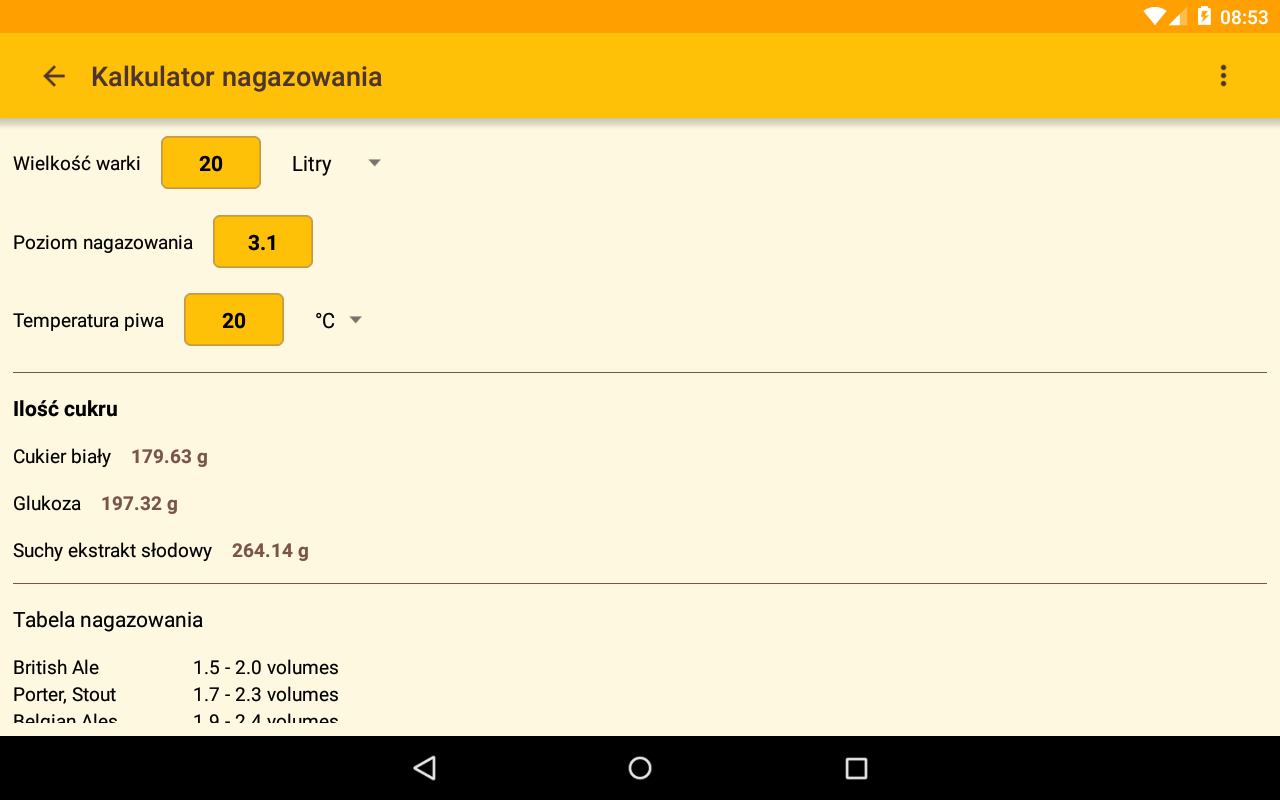 08:53
Kalkulator nagazowania
Wielkość warki 20 Litry
Poziom nagazowania 3.1
Temperatura piwa 20 °C
Ilość cukru
Cukier biały 179.63 g
Glukoza 197.32 g
Suchy ekstrakt słodowy 264.14 g
Tabela nagazowania
British Ale 1.5 - 2.0 volumes
Porter, Stout 1.7 - 2.3 volumes
Belgian Ales 1.9 - 2.4 volumes